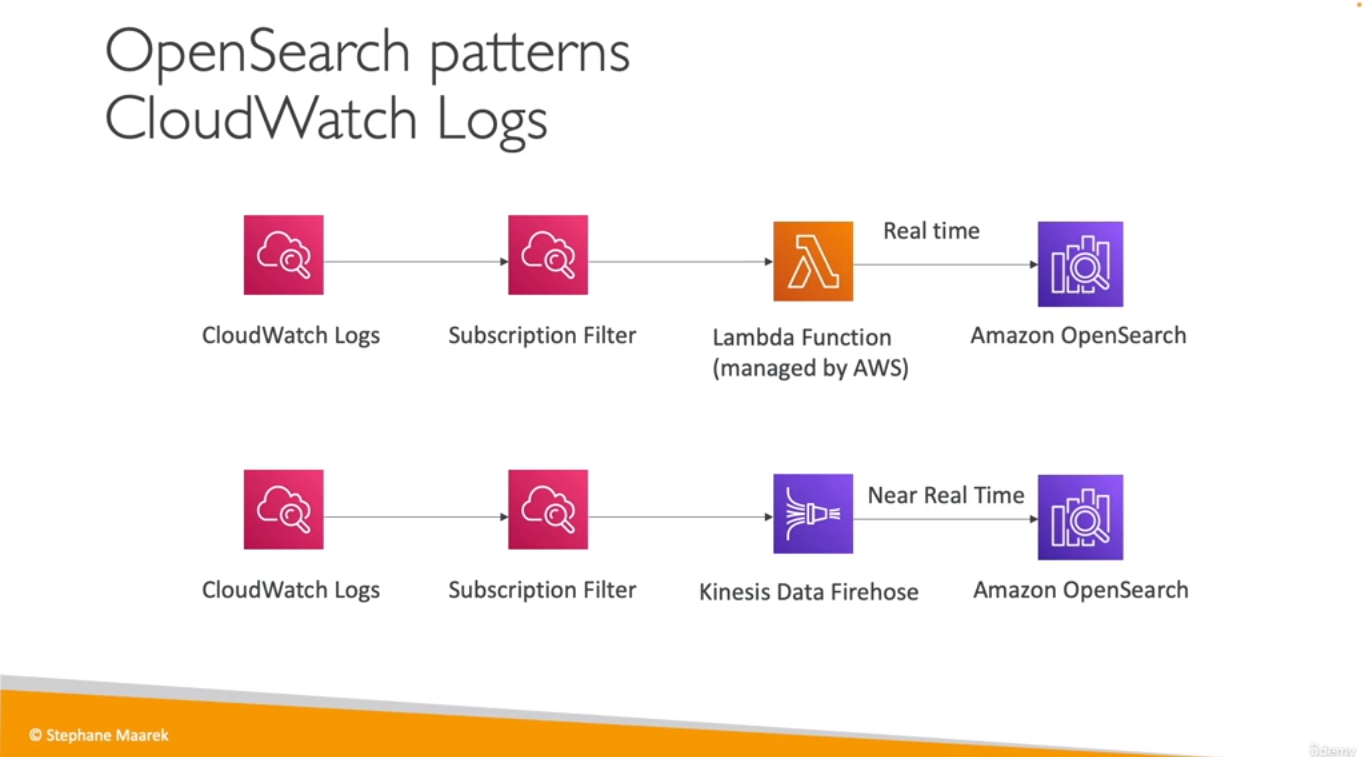 OpenSearch patterns
CloudWatch Logs
Real time
CloudWatch Logs
Subscription Filter
Lambda Function
(managed by AWS)
Amazon OpenSearch
Near Real Time
CloudWatch Logs
Subscription Filter
Kinesis Data Firehose
Amazon OpenSearch
© Stephane Maarek
ûdemy